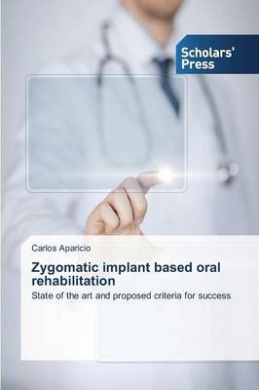 Scholars'
Press
Carlos Aparicio
Zygomatic implant based oral
rehabilitation
State of the art and proposed criteria for success